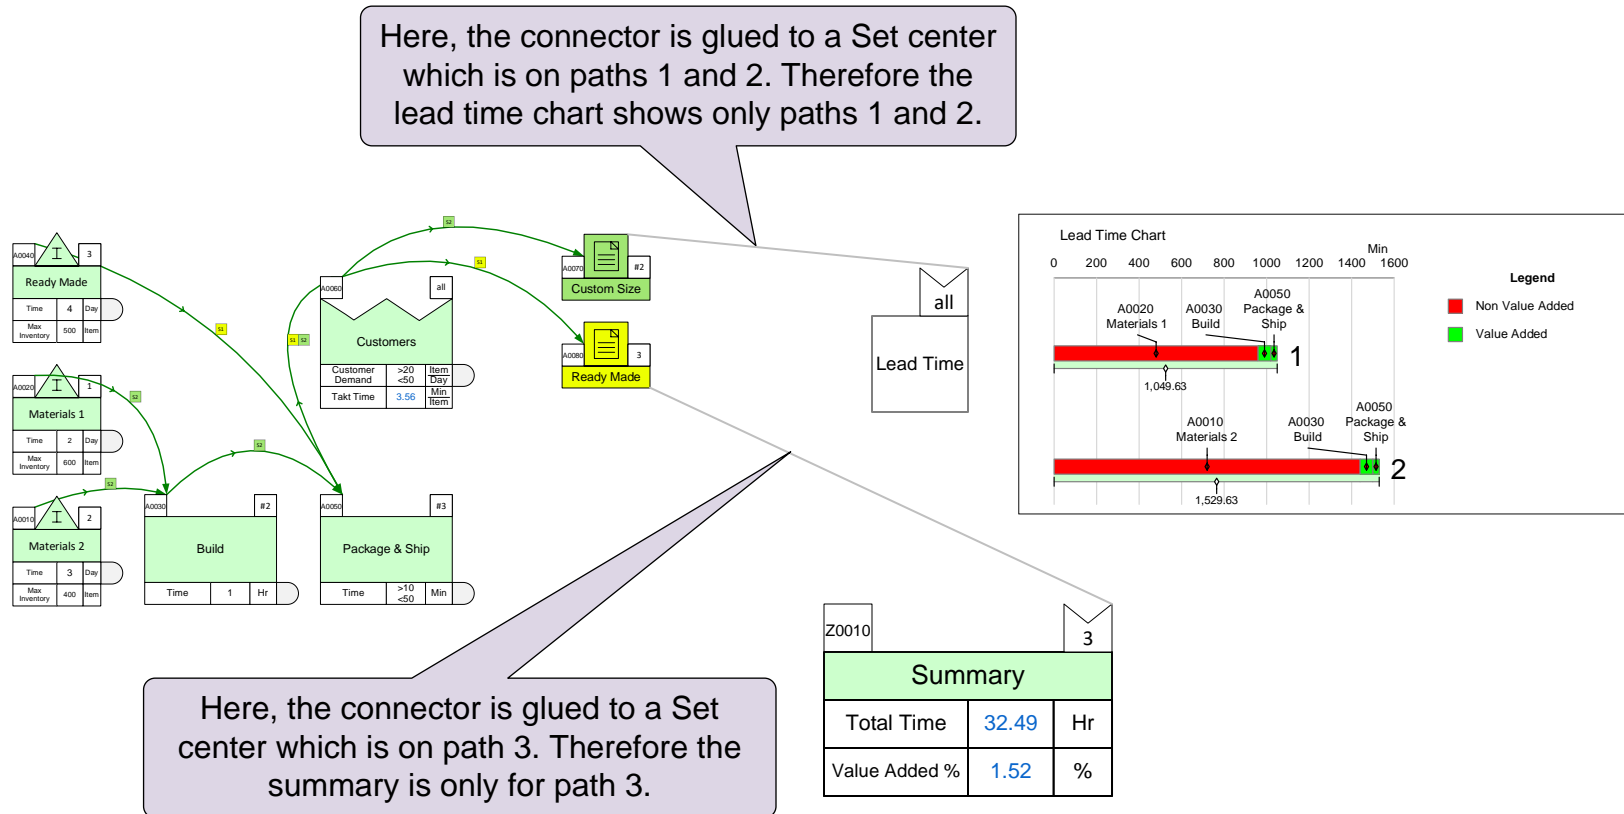 Here, the connector is glued to a Set center
which is on paths 1 and 2. Therefore the
lead time chart shows only paths 1 and 2.
S2
S1
A0040
I
3
Ready Made
Time 4 Day
Max Inventory 500 Item
S1
A0020
I
1
Materials 1
Time 2 Day
Max Inventory 600 Item
S2
A0010
I
2
Materials 2
Time 3 Day
Max Inventory 400 Item
S2
A0030
#2
Build
Time 1 Hr
S2
A0050
#3
Package & Ship
Time >10 <50 Min
S1 S2
A0060
all
Customers
Customer Demand >20 <50 Item Day
Takt Time 3.56 Min Item
A0070
#2
Custom Size
A0080
3
Ready Made
all
Lead Time
Lead Time Chart
Min
0 200 400 600 800 1000 1200 1400 1600
A0020
Materials 1
A0030
Build
A0050
Package &
Ship
1
1,049.63
A0010
Materials 2
A0030
Build
A0050
Package &
Ship
2
1,529.63
Legend
Non Value Added
Value Added
Z0010
3
Summary
Total Time 32.49 Hr
Value Added % 1.52 %
Here, the connector is glued to a Set
center which is on path 3. Therefore the
summary is only for path 3.